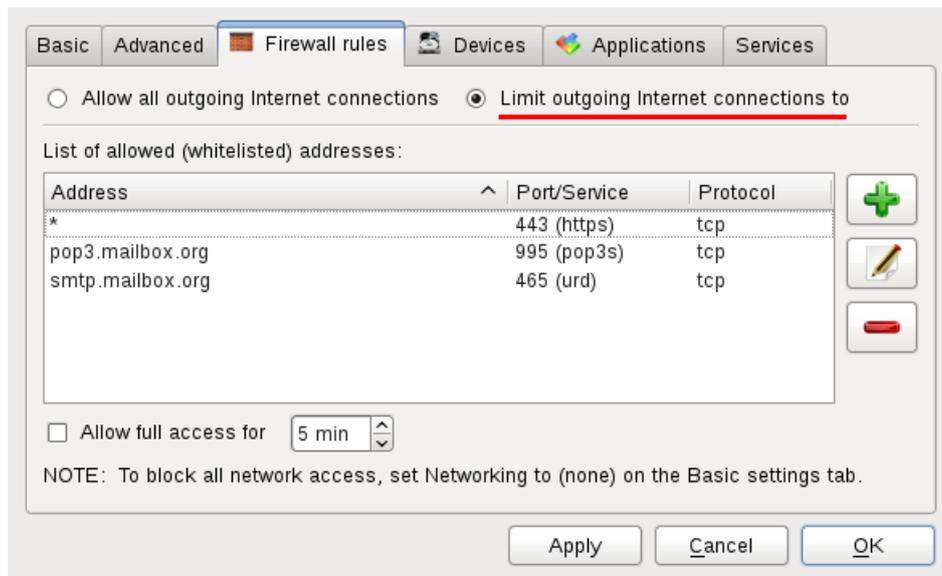 Basic Advanced Firewall rules Devices Applications Services
Allow all outgoing Internet connections Limit outgoing Internet connections to
List of allowed (whitelisted) addresses:
Address Port/Service Protocol
* 443 (https) tcp
pop3.mailbox.org 995 (pop3s) tcp
smtp.mailbox.org 465 (urd) tcp
Allow full access for 5 min
NOTE: To block all network access, set Networking to (none) on the Basic settings tab.
Apply Cancel OK